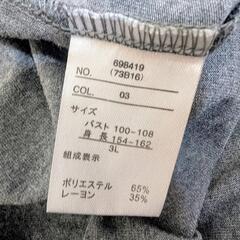 698419
NO. (73B16)
COL. 03
サイズ
バスト 100-108
身長 154-162
3L
組成表示
ポリエステル 65%
レーヨン 35%